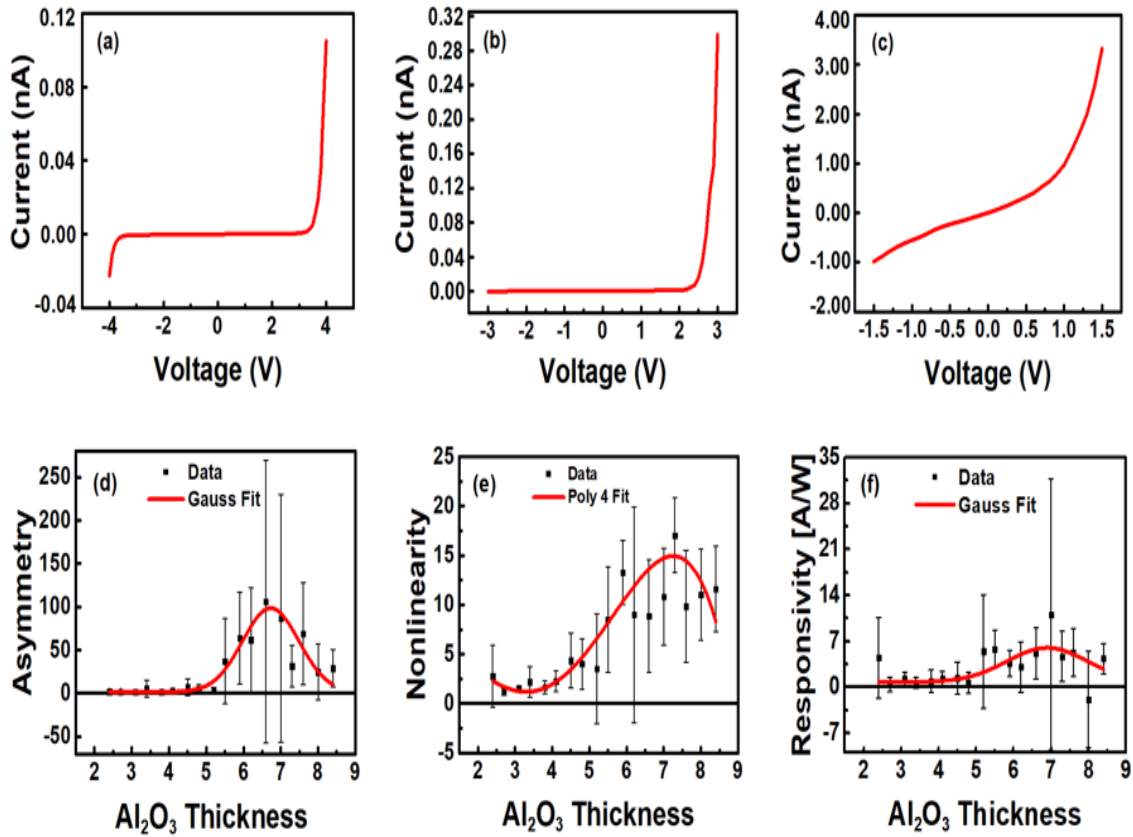 (a)
Current (nA)
0.12
0.08
0.04
0.00
-0.04
-4 -2 0 2 4
Voltage (V)
(b)
Current (nA)
0.32
0.28
0.24
0.20
0.16
0.12
0.08
0.04
0.00
-3 -2 -1 0 1 2 3
Voltage (V)
(c)
Current (nA)
4.00
3.00
2.00
1.00
0.00
-1.00
-2.00
-1.5 -1.0 -0.5 0.0 0.5 1.0 1.5
Voltage (V)
(d)
Data
Gauss Fit
Asymmetry
250
200
150
100
50
0
-50
2 3 4 5 6 7 8 9
Al₂O₃ Thickness
(e)
Data
Poly 4 Fit
Nonlinearity
25
20
15
10
5
0
-5
2 3 4 5 6 7 8 9
Al₂O₃ Thickness
(f)
Data
Gauss Fit
Responsivity [A/W]
35
28
21
14
7
0
-7
2 3 4 5 6 7 8 9
Al₂O₃ Thickness